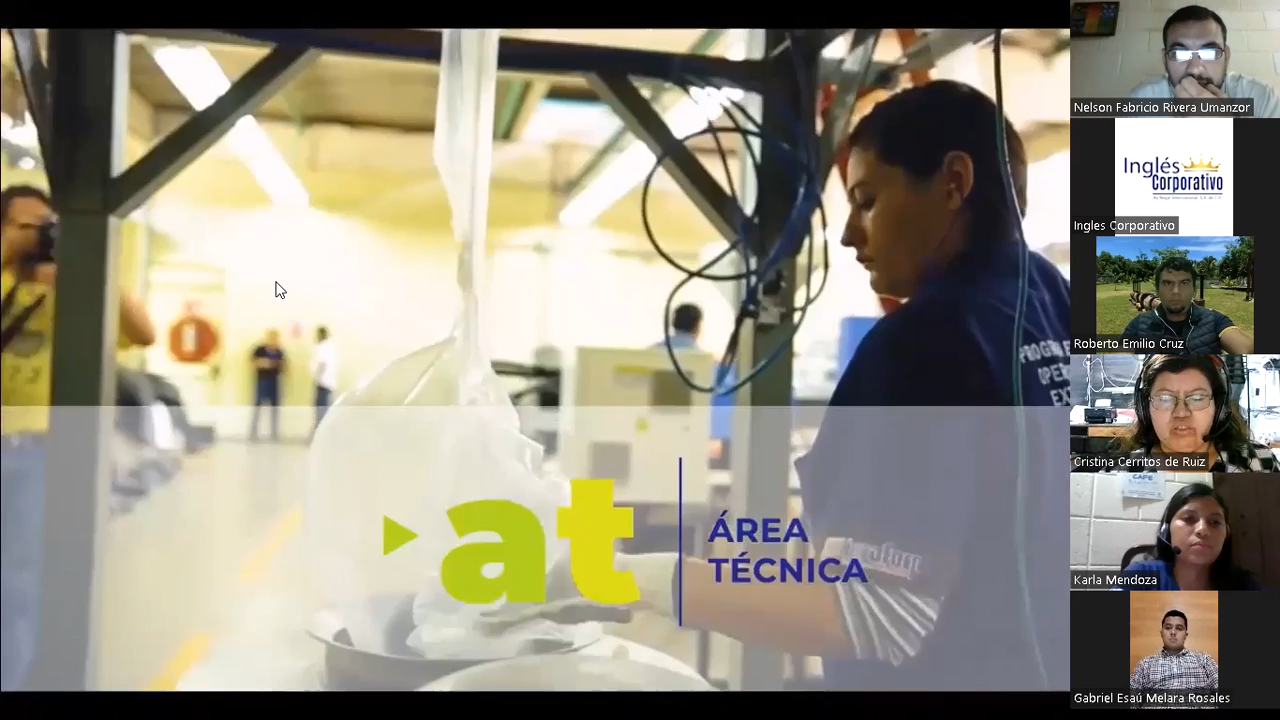 at
ÁREA
TÉCNICA
Nelson Fabricio Rivera Umanzor
Inglés
Corporativo
Ingles Corporativo
Roberto Emilio Cruz
Cristina Cerritos de Ruiz
CAFE
Karla Mendoza
Gabriel Esaú Melara Rosales